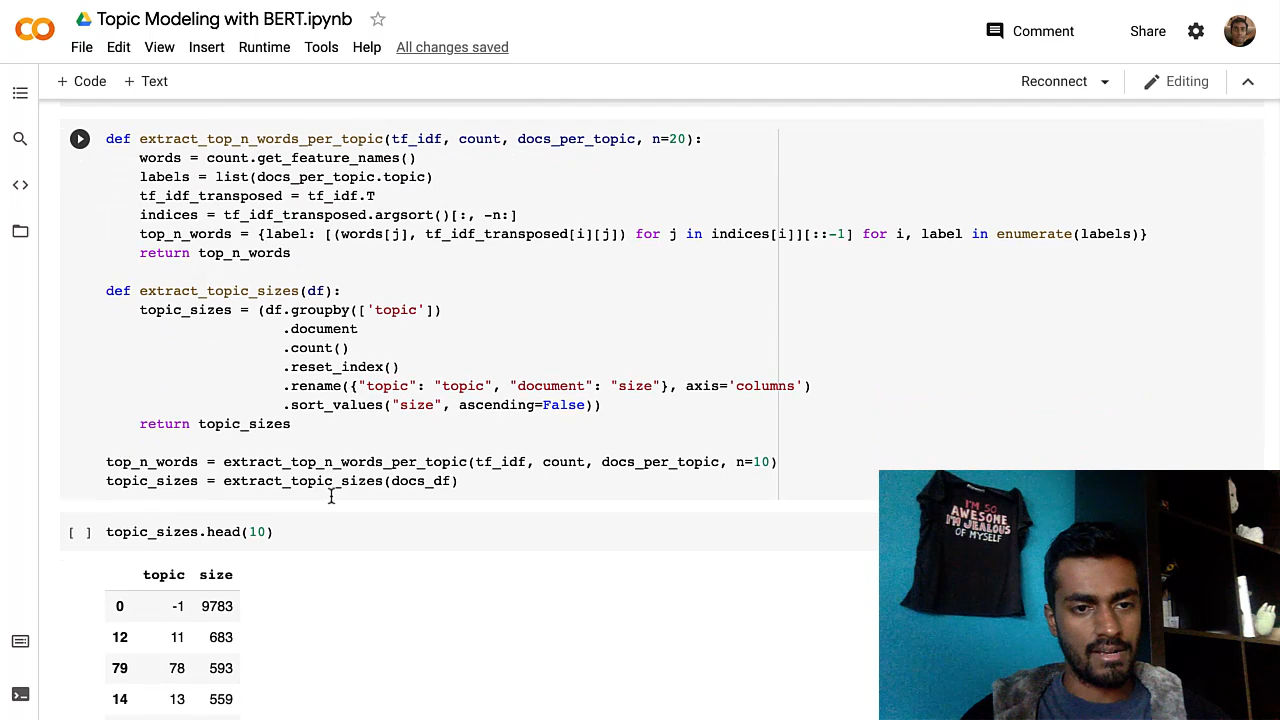 Topic Modeling with BERT.ipynb
File Edit View Insert Runtime Tools Help All changes saved
Comment
Share
+ Code + Text
Reconnect
Editing
def extract_top_n_words_per_topic(tf_idf, count, docs_per_topic, n=20):
words = count.get_feature_names()
labels = list(docs_per_topic.topic)
tf_idf_transposed = tf_idf.T
indices = tf_idf_transposed.argsort()[:, -n:]
top_n_words = {label: [(words[j], tf_idf_transposed[i][j]) for j in indices[i]][::-1] for i, label in enumerate(labels)}
return top_n_words
def extract_topic_sizes(df):
topic_sizes = (df.groupby(['topic'])
.document
.count()
.reset_index()
.rename({"topic": "topic", "document": "size"}, axis='columns')
.sort_values("size", ascending=False))
return topic_sizes
top_n_words = extract_top_n_words_per_topic(tf_idf, count, docs_per_topic, n=10)
topic_sizes = extract_topic_sizes(docs_df)
[ ] topic_sizes.head(10)
topic size
0 -1 9783
12 11 683
79 78 593
14 13 559
I'M SO
AWESOME
I'M JEALOUS
OF MYSELF